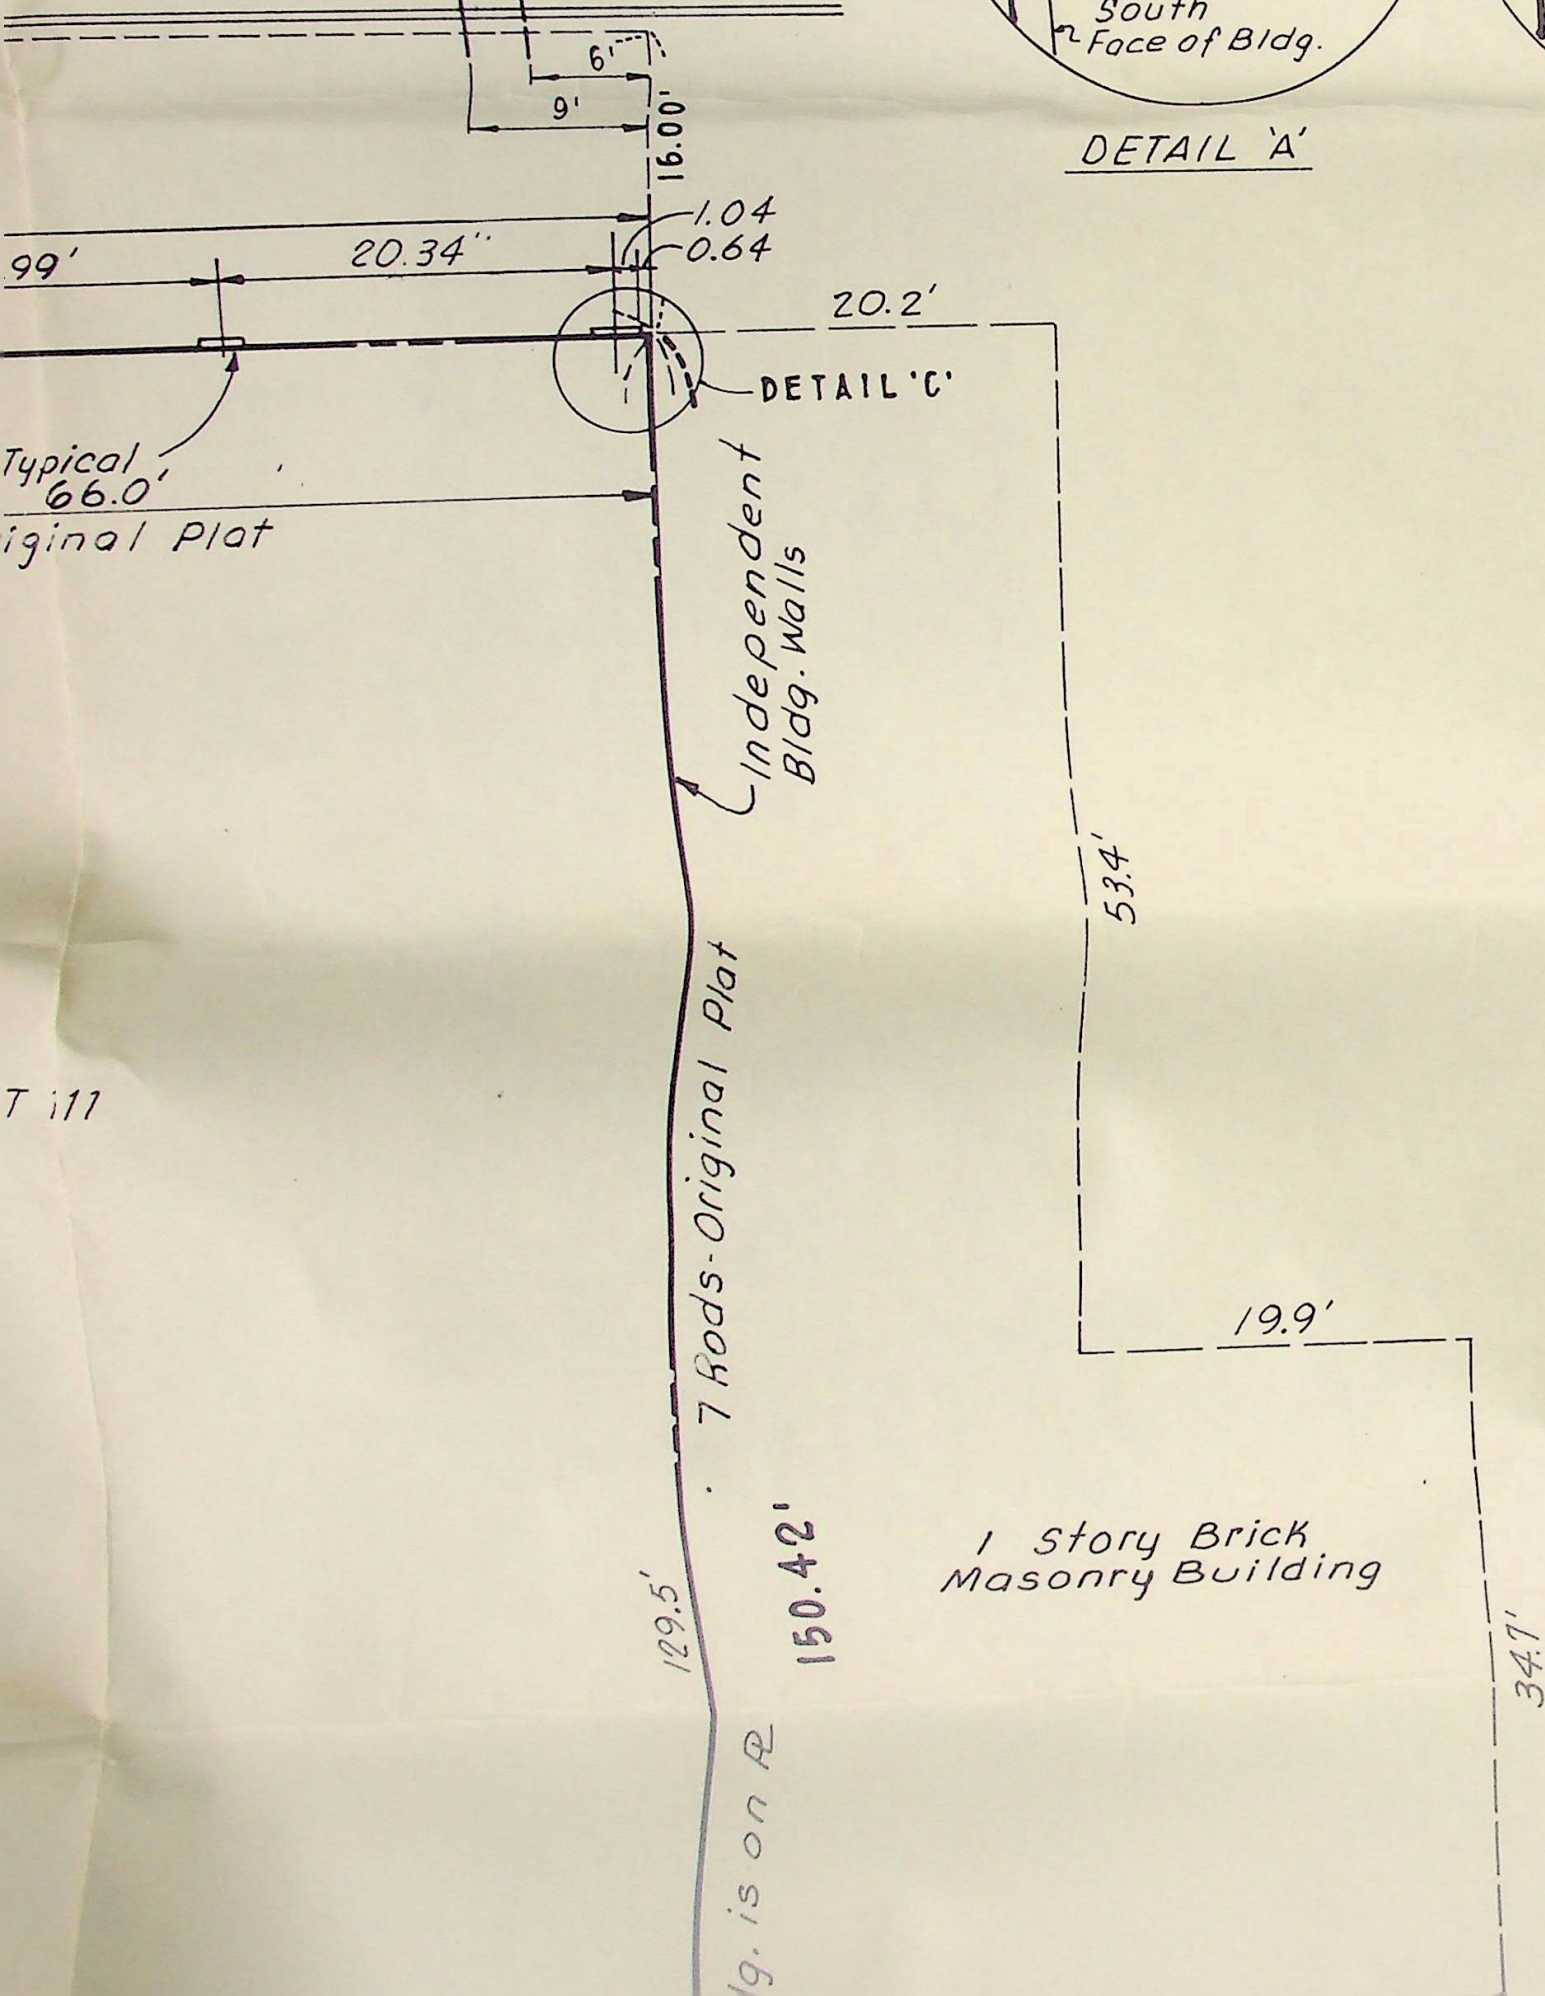 South
Face of Bldg.
6'
9'
16.00'
DETAIL 'A'
1.04
99'
20.34"
0.64
20.2'
DETAIL 'C'
Typical
66.0'
iginal Plat
Independent
Bldg. Walls
53.4'
7 Rods-Original Plat
T 111
19.9'
1 Story Brick
Masonry Building
150.42'
129.5'
34.7'
g. is on PL